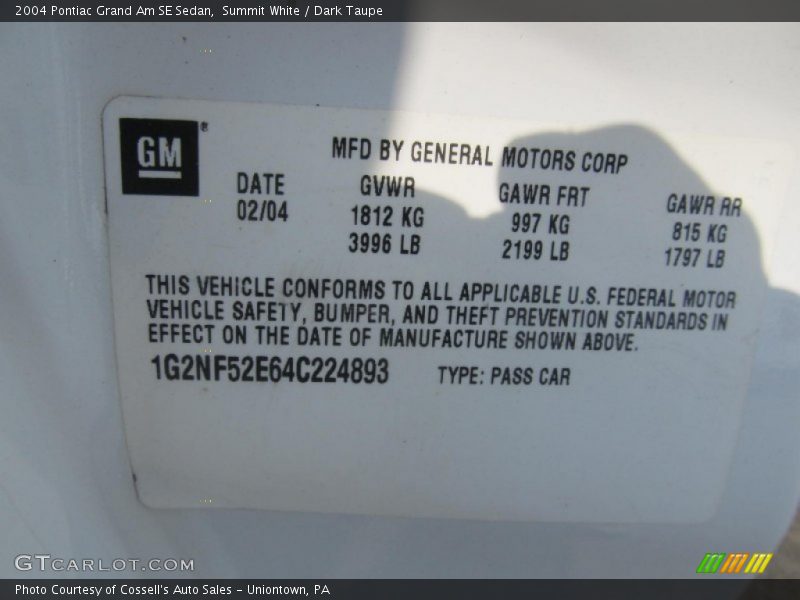 2004 Pontiac Grand Am SE Sedan,  Summit White / Dark Taupe
GM®
MFD BY GENERAL MOTORS CORP
DATE GVWR GAWR FRT GAWR RR
02/04 1812 KG 997 KG 815 KG
3996 LB 2199 LB 1797 LB
THIS VEHICLE CONFORMS TO ALL APPLICABLE U.S. FEDERAL MOTOR
VEHICLE SAFETY, BUMPER, AND THEFT PREVENTION STANDARDS IN
EFFECT ON THE DATE OF MANUFACTURE SHOWN ABOVE.
1G2NF52E64C224893 TYPE: PASS CAR
GTCARLOT.COM
Photo Courtesy of Cossell's Auto Sales - Uniontown, PA